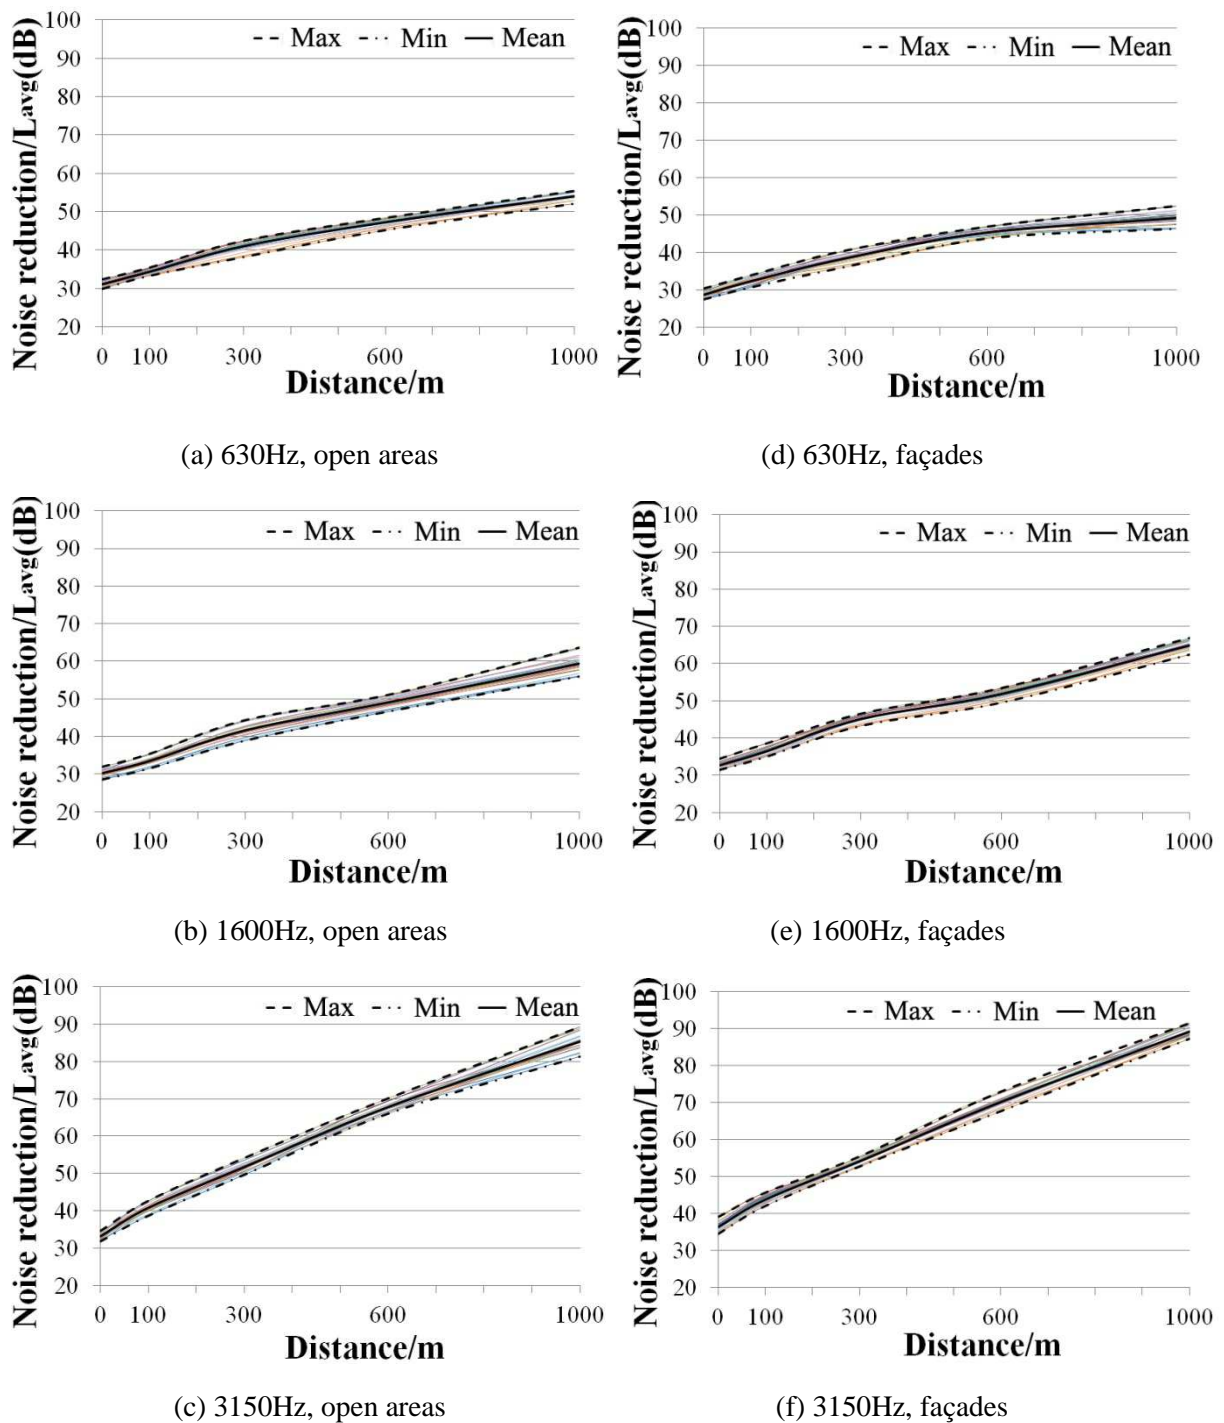 Noise reduction/Lavg(dB)
100
90
80
70
60
50
40
30
20
Max Min Mean
0 100 300 600 1000
Distance/m
(a) 630Hz, open areas
Noise reduction/Lavg(dB)
100
90
80
70
60
50
40
30
20
Max Min Mean
0 100 300 600 1000
Distance/m
(d) 630Hz, façades
Noise reduction/Lavg(dB)
100
90
80
70
60
50
40
30
20
Max Min Mean
0 100 300 600 1000
Distance/m
(b) 1600Hz, open areas
Noise reduction/Lavg(dB)
100
90
80
70
60
50
40
30
20
Max Min Mean
0 100 300 600 1000
Distance/m
(e) 1600Hz, façades
Noise reduction/Lavg(dB)
100
90
80
70
60
50
40
30
20
Max Min Mean
0 100 300 600 1000
Distance/m
(c) 3150Hz, open areas
Noise reduction/Lavg(dB)
100
90
80
70
60
50
40
30
20
Max Min Mean
0 100 300 600 1000
Distance/m
(f) 3150Hz, façades